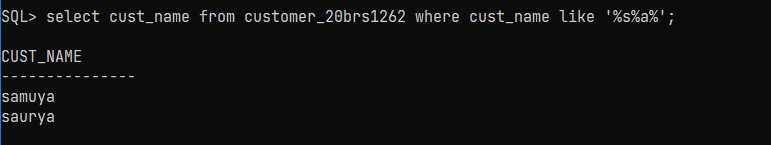 SQL> select cust_name from customer_20brs1262 where cust_name like '%s%a%';
CUST_NAME
---------------
samuya
saurya